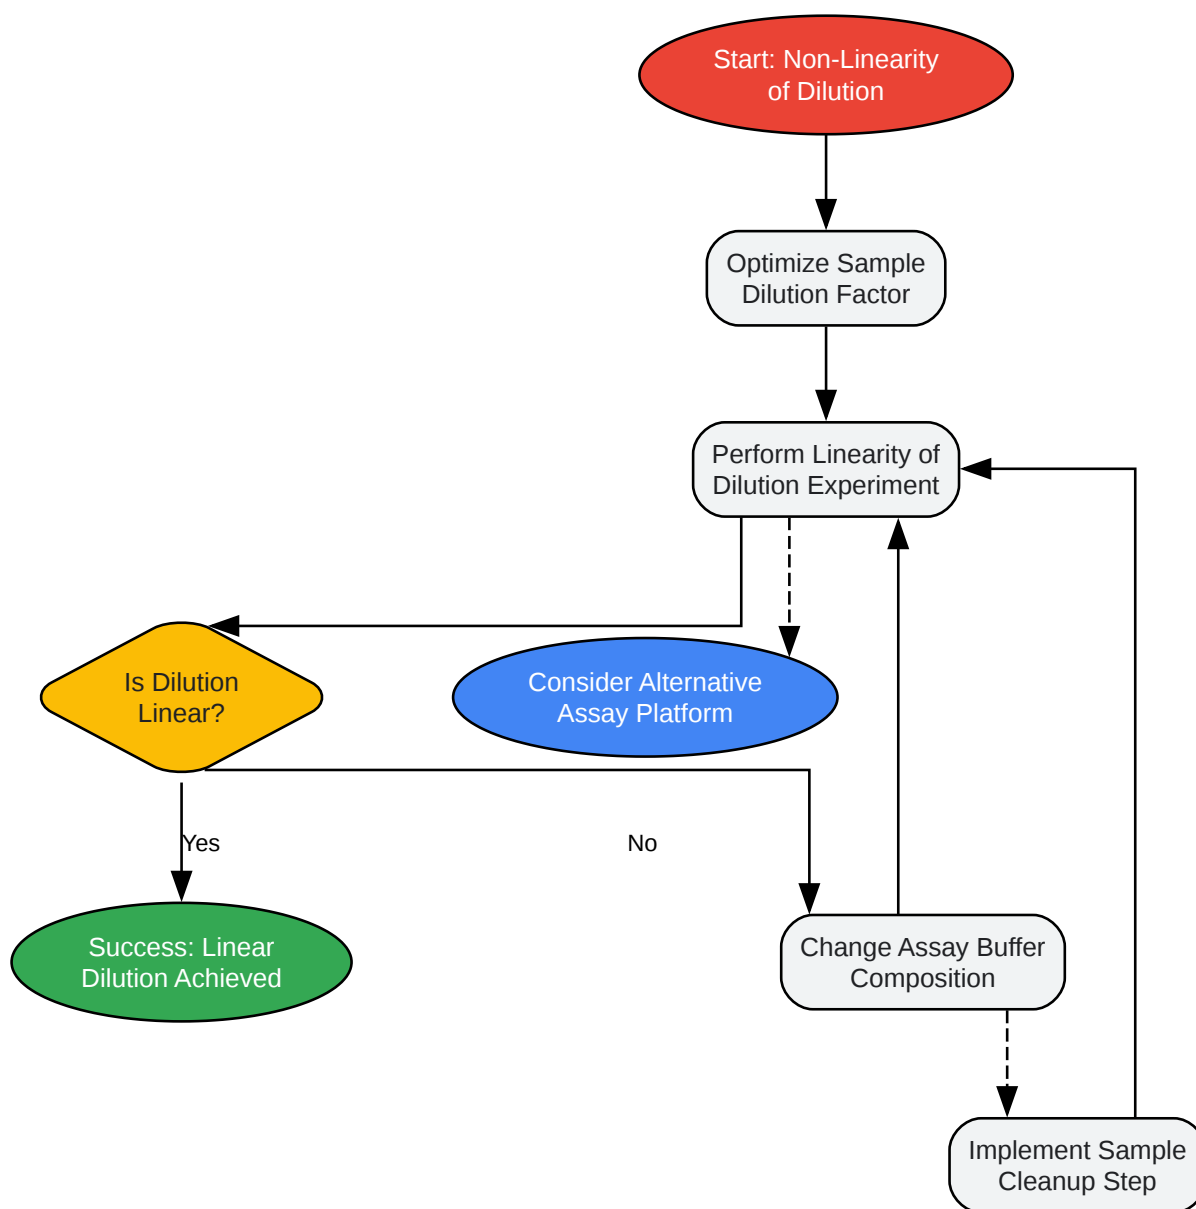 Start: Non-Linearity
of Dilution
Optimize Sample
Dilution Factor
Perform Linearity of
Dilution Experiment
Is Dilution
Linear?
Consider Alternative
Assay Platform
Yes
No
Success: Linear
Dilution Achieved
Change Assay Buffer
Composition
Implement Sample
Cleanup Step